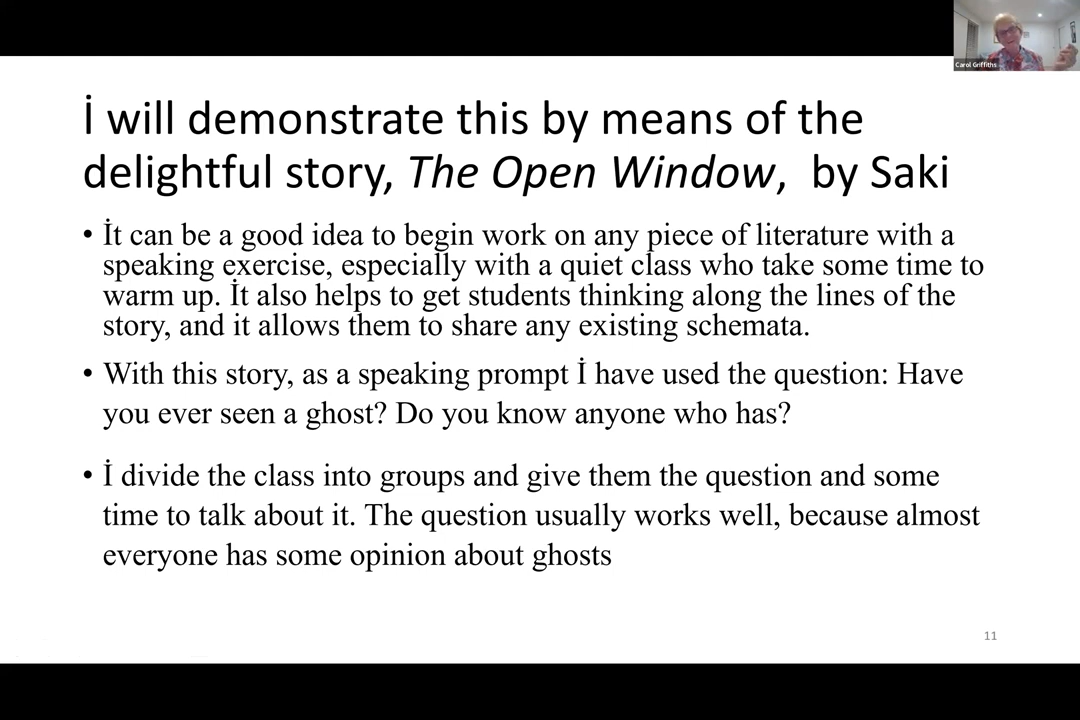 Carol Griffiths
İ will demonstrate this by means of the
delightful story, The Open Window, by Saki
• İt can be a good idea to begin work on any piece of literature with a
speaking exercise, especially with a quiet class who take some time to
warm up. İt also helps to get students thinking along the lines of the
story, and it allows them to share any existing schemata.
• With this story, as a speaking prompt İ have used the question: Have
you ever seen a ghost? Do you know anyone who has?
• İ divide the class into groups and give them the question and some
time to talk about it. The question usually works well, because almost
everyone has some opinion about ghosts
11